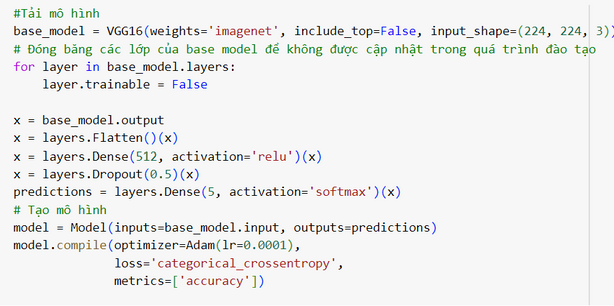 #Tải mô hình
base_model = VGG16(weights='imagenet', include_top=False, input_shape=(224, 224, 3))
# Đóng băng các lớp của base model để không được cập nhật trong quá trình đào tạo
for layer in base_model.layers:
    layer.trainable = False

x = base_model.output
x = layers.Flatten()(x)
x = layers.Dense(512, activation='relu')(x)
x = layers.Dropout(0.5)(x)
predictions = layers.Dense(5, activation='softmax')(x)
# Tạo mô hình
model = Model(inputs=base_model.input, outputs=predictions)
model.compile(optimizer=Adam(lr=0.0001),
              loss='categorical_crossentropy',
              metrics=['accuracy'])